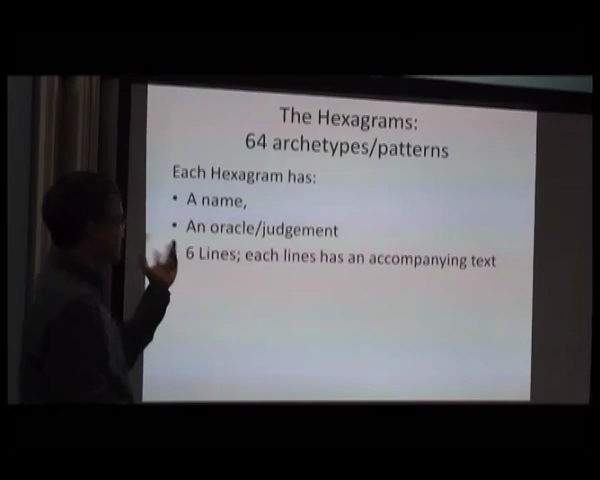 The Hexagrams:
64 archetypes/patterns
Each Hexagram has:
• A name,
• An oracle/judgement
6 Lines; each lines has an accompanying text